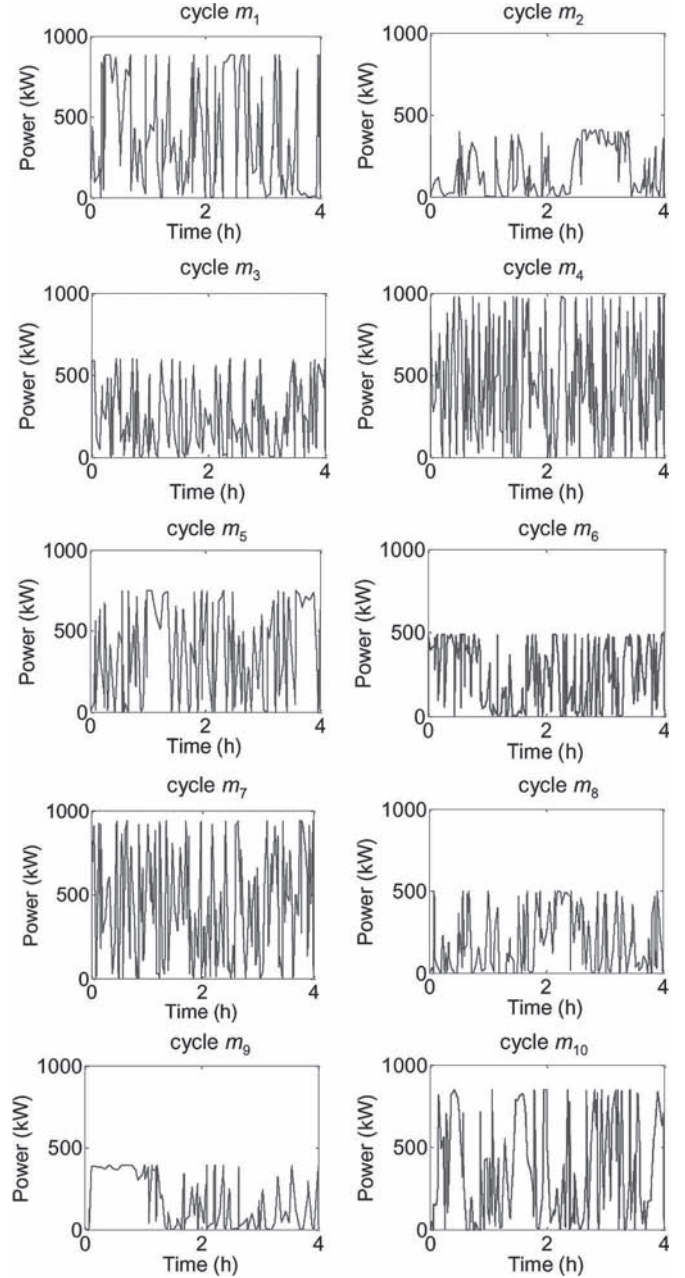 cycle m1
cycle m2
1000
500
0
Power (kW)
0 2 4
Time (h)
1000
500
0
Power (kW)
0 2 4
Time (h)
cycle m3
cycle m4
1000
500
0
Power (kW)
0 2 4
Time (h)
1000
500
0
Power (kW)
0 2 4
Time (h)
cycle m5
cycle m6
1000
500
0
Power (kW)
0 2 4
Time (h)
1000
500
0
Power (kW)
0 2 4
Time (h)
cycle m7
cycle m8
1000
500
0
Power (kW)
0 2 4
Time (h)
1000
500
0
Power (kW)
0 2 4
Time (h)
cycle m9
cycle m10
1000
500
0
Power (kW)
0 2 4
Time (h)
1000
500
0
Power (kW)
0 2 4
Time (h)